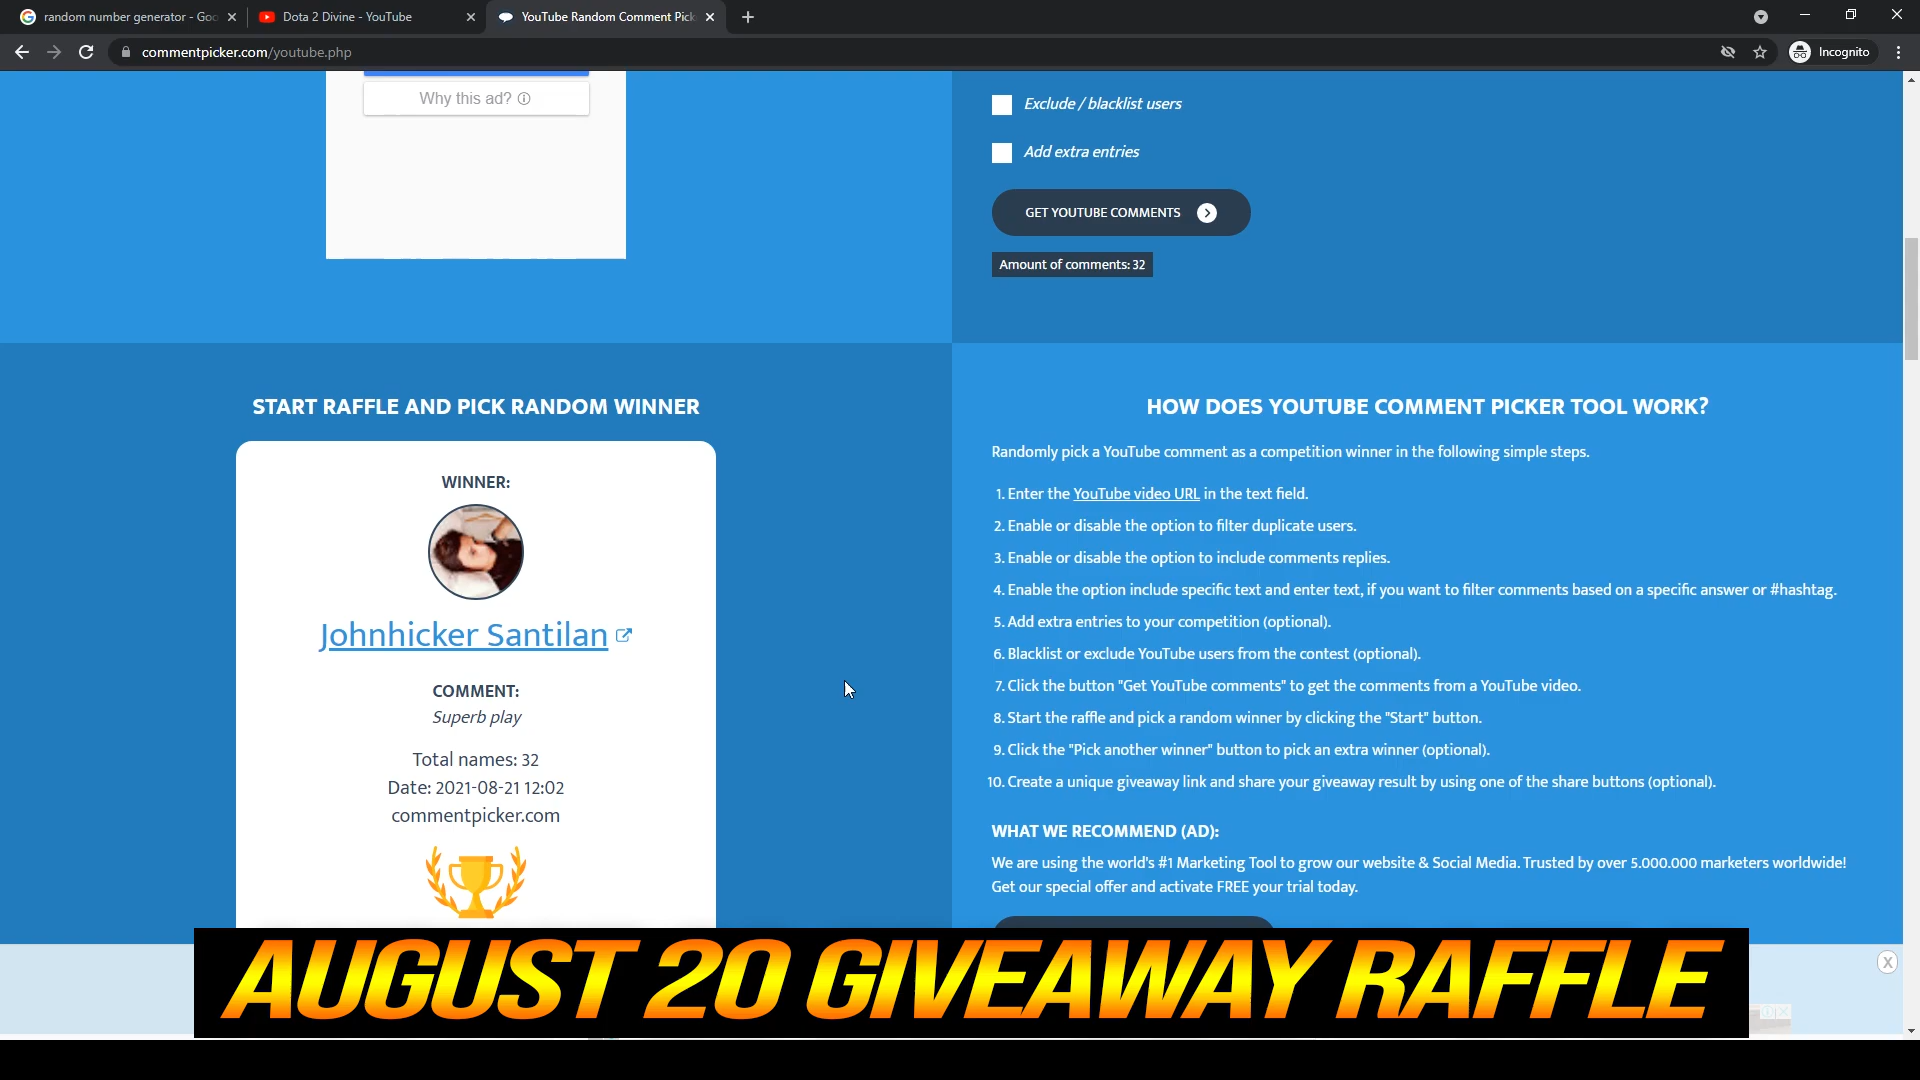 random number generator - Goo
Dota 2 Divine - YouTube
YouTube Random Comment Pick
commentpicker.com/youtube.php
Incognito
Why this ad?
Exclude / blacklist users
Add extra entries
GET YOUTUBE COMMENTS
Amount of comments: 32
START RAFFLE AND PICK RANDOM WINNER
WINNER:
Johnhicker Santilan
COMMENT:
Superb play
Total names: 32
Date: 2021-08-21 12:02
commentpicker.com
HOW DOES YOUTUBE COMMENT PICKER TOOL WORK?
Randomly pick a YouTube comment as a competition winner in the following simple steps.
1. Enter the YouTube video URL in the text field.
2. Enable or disable the option to filter duplicate users.
3. Enable or disable the option to include comments replies.
4. Enable the option include specific text and enter text, if you want to filter comments based on a specific answer or #hashtag.
5. Add extra entries to your competition (optional).
6. Blacklist or exclude YouTube users from the contest (optional).
7. Click the button "Get YouTube comments" to get the comments from a YouTube video.
8. Start the raffle and pick a random winner by clicking the "Start" button.
9. Click the "Pick another winner" button to pick an extra winner (optional).
10. Create a unique giveaway link and share your giveaway result by using one of the share buttons (optional).
WHAT WE RECOMMEND (AD):
We are using the world's #1 Marketing Tool to grow our website & Social Media. Trusted by over 5.000.000 marketers worldwide!
Get our special offer and activate FREE your trial today.
AUGUST 20 GIVEAWAY RAFFLE